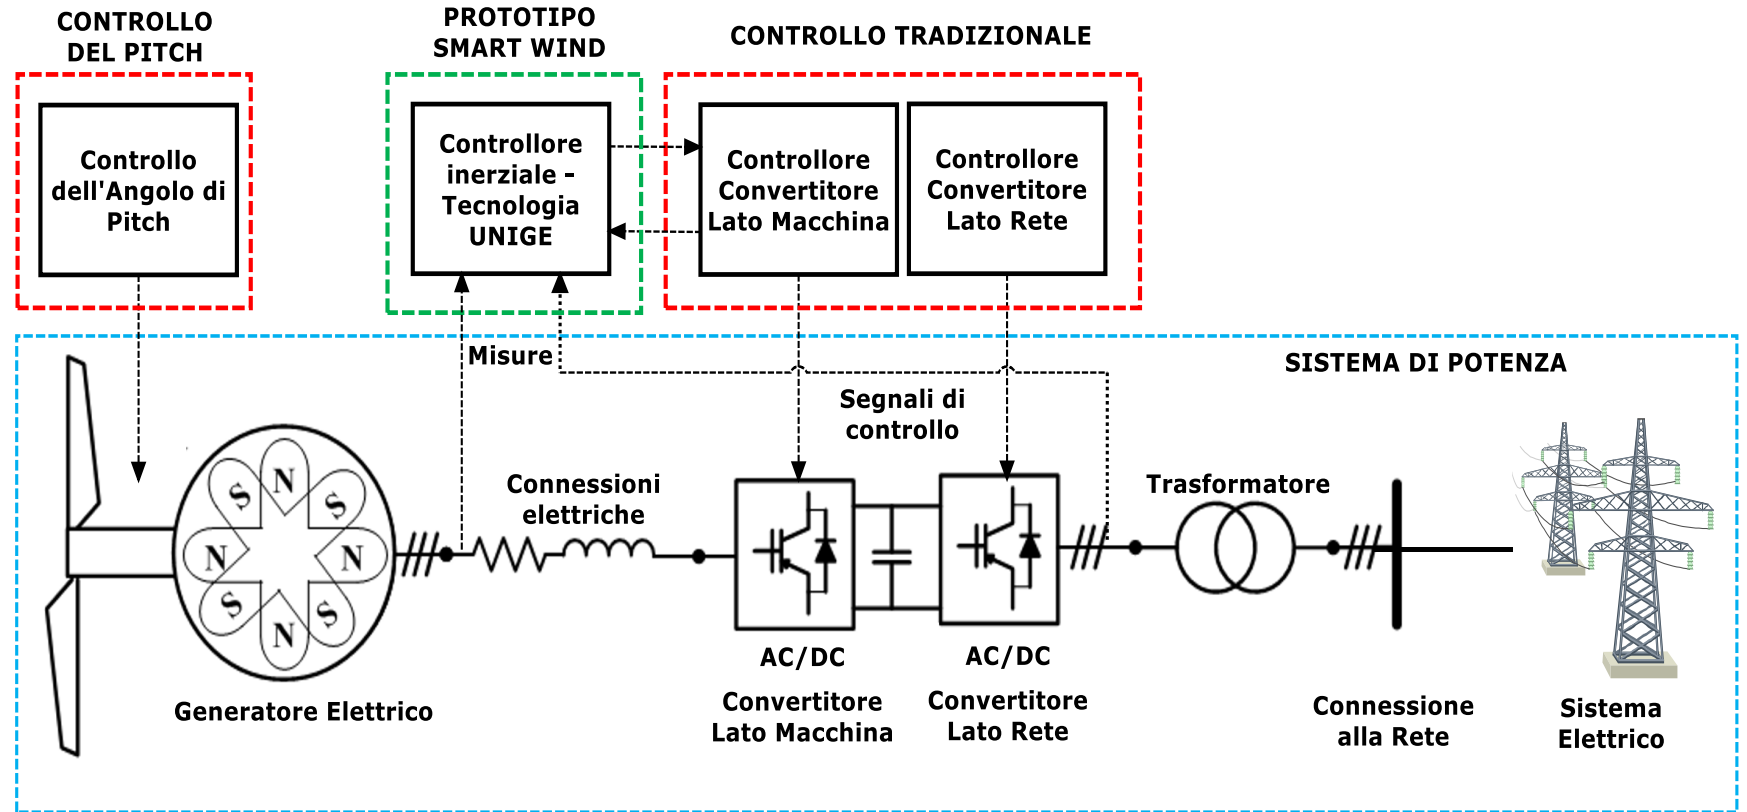 CONTROLLO
DEL PITCH
PROTOTIPO
SMART WIND
CONTROLLO TRADIZIONALE
Controllo
dell'Angolo di
Pitch
Controllore
inerziale -
Tecnologia
UNIGE
Controllore
Convertitore
Lato Macchina
Controllore
Convertitore
Lato Rete
Misure
SISTEMA DI POTENZA
Segnali di
controllo
Connessioni
elettriche
Trasformatore
N
S
S
N
N
S
S
N
Generatore Elettrico
AC/DC
Convertitore
Lato Macchina
AC/DC
Convertitore
Lato Rete
Connessione
alla Rete
Sistema
Elettrico